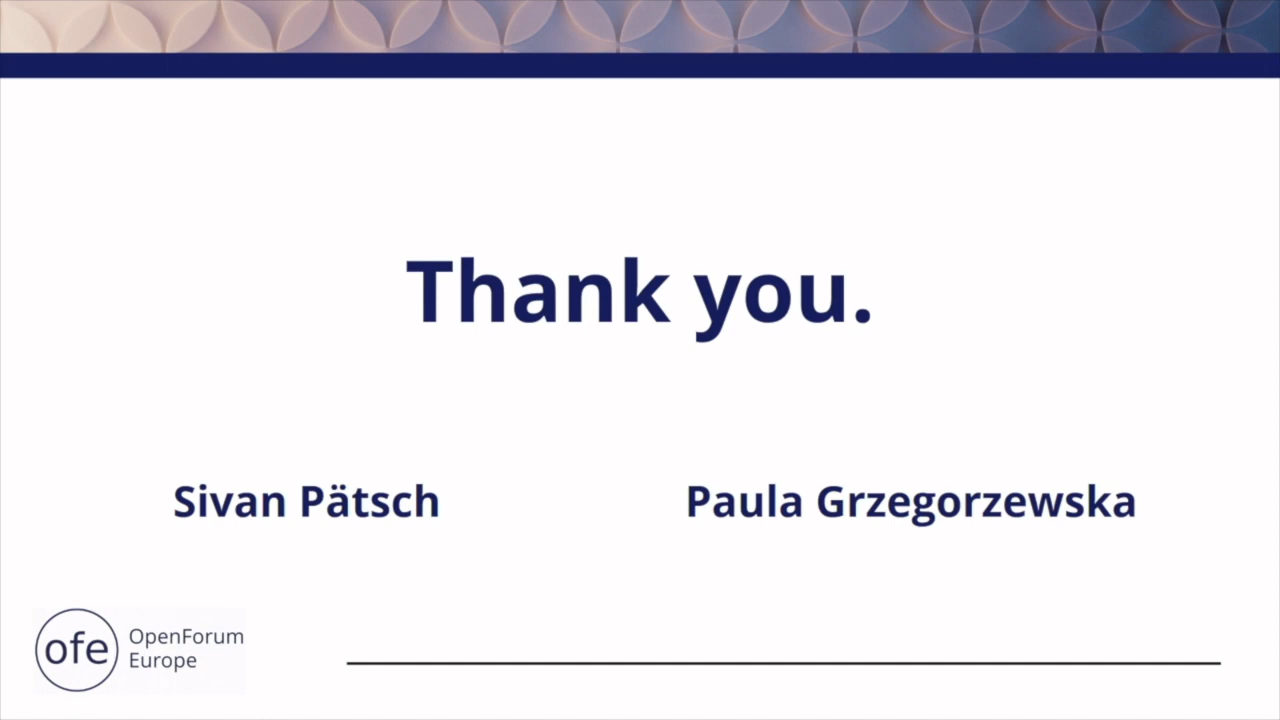 Thank you.
Sivan Pätsch
Paula Grzegorzewska
ofe
OpenForum
Europe